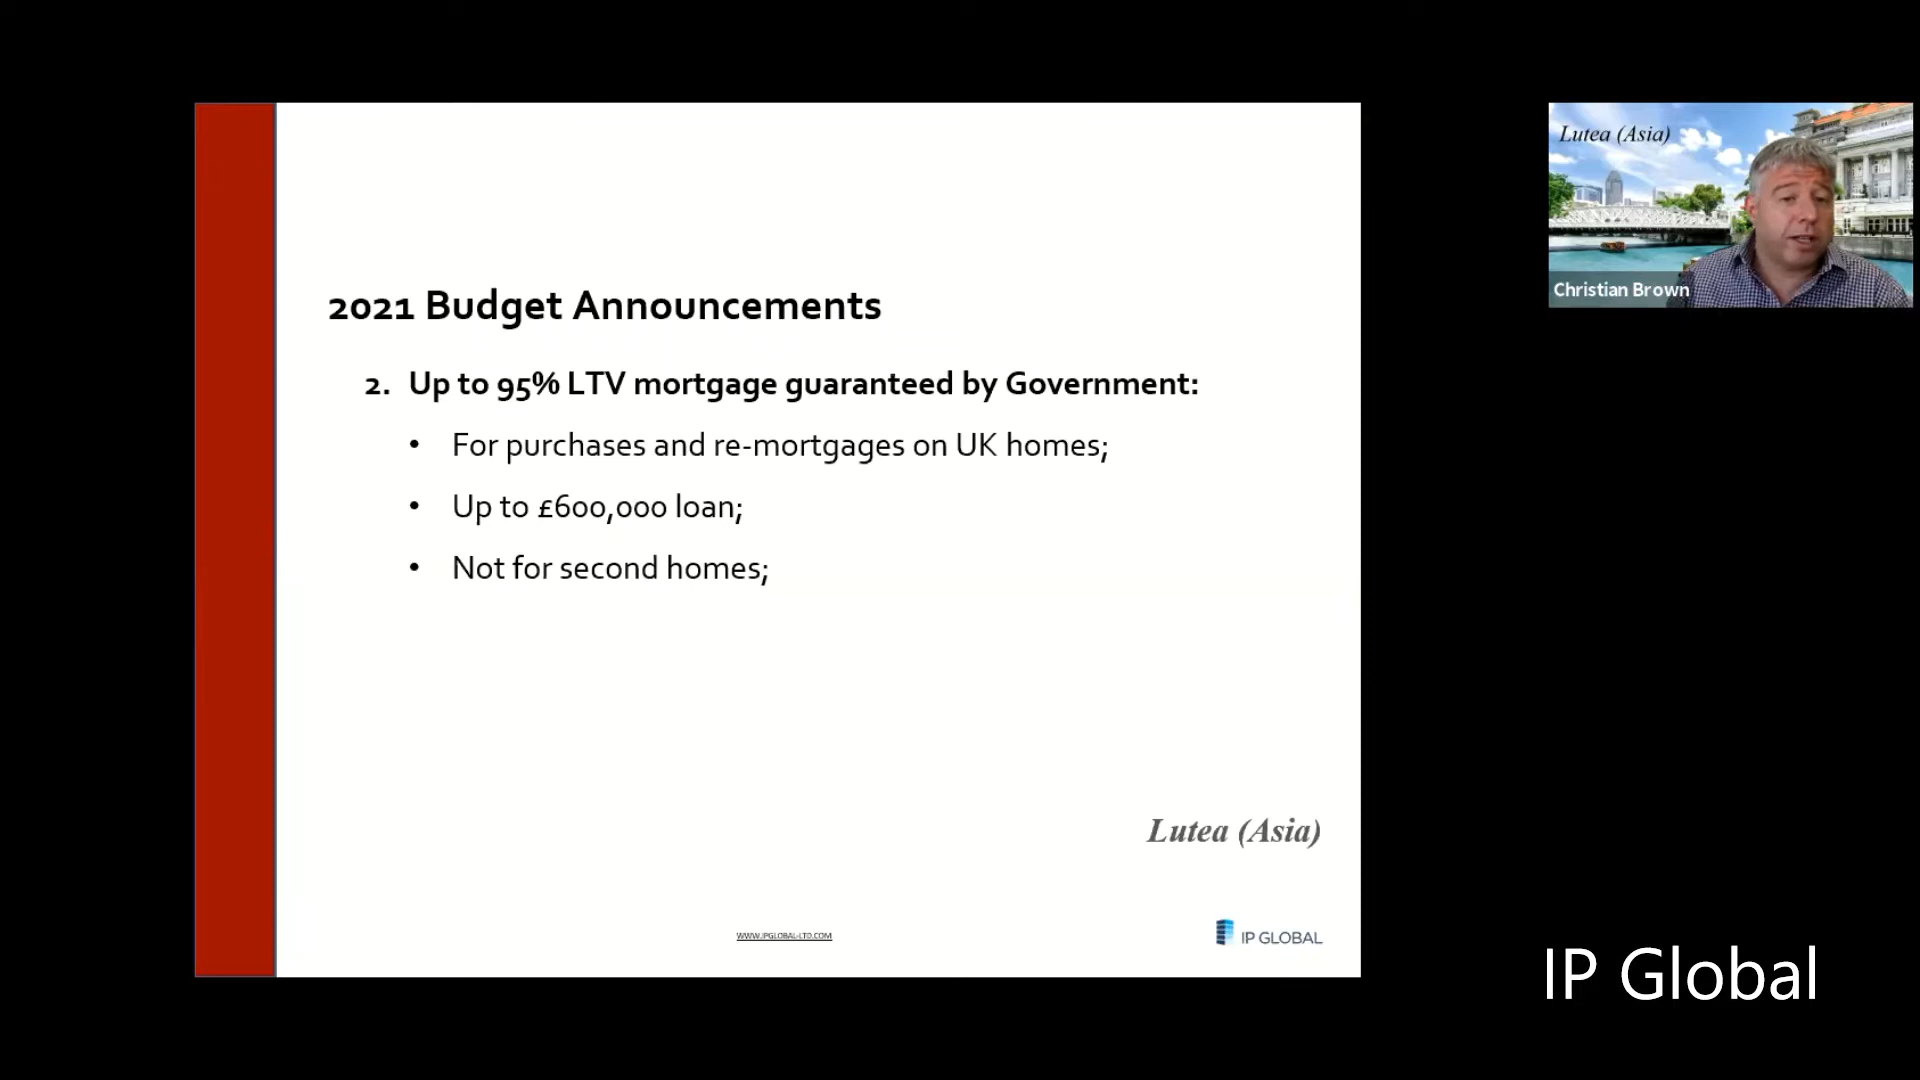 2021 Budget Announcements
2. Up to 95% LTV mortgage guaranteed by Government:
• For purchases and re-mortgages on UK homes;
• Up to £600,000 loan;
• Not for second homes;
Lutea (Asia)
WWW.IPGLOBAL-LTD.COM
IP GLOBAL
Lutea (Asia)
Christian Brown
IP Global